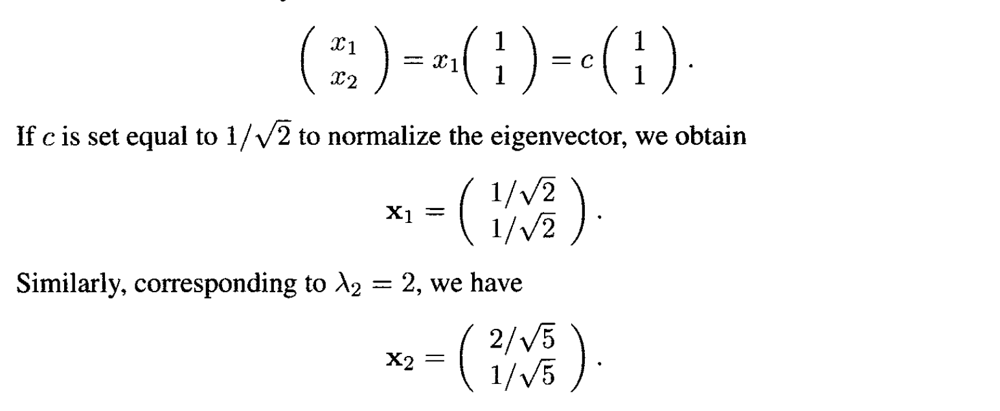 $$\begin{pmatrix} x_1 \\ x_2 \end{pmatrix} = x_1 \begin{pmatrix} 1 \\ 1 \end{pmatrix} = c \begin{pmatrix} 1 \\ 1 \end{pmatrix}.$$
If $c$ is set equal to $1/\sqrt{2}$ to normalize the eigenvector, we obtain
$$\mathbf{x}_1 = \begin{pmatrix} 1/\sqrt{2} \\ 1/\sqrt{2} \end{pmatrix}.$$
Similarly, corresponding to $\lambda_2 = 2$, we have
$$\mathbf{x}_2 = \begin{pmatrix} 2/\sqrt{5} \\ 1/\sqrt{5} \end{pmatrix}.$$